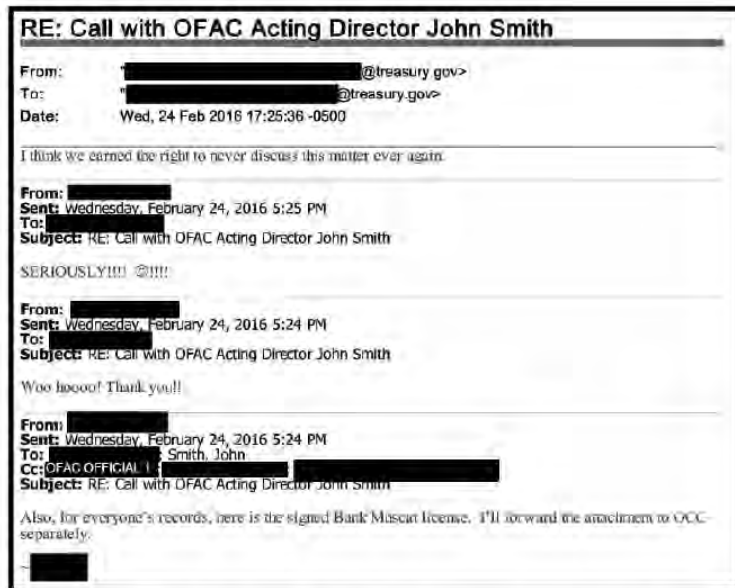 RE: Call with OFAC Acting Director John Smith
From: "@treasury.gov>
To: "@treasury.gov>
Date: Wed, 24 Feb 2016 17:25:36 -0500
I think we earned the right to never discuss this matter ever again.
From:
Sent: Wednesday, February 24, 2016 5:25 PM
To:
Subject: RE: Call with OFAC Acting Director John Smith
SERIOUSLY!!!! ☺!!!!
From:
Sent: Wednesday, February 24, 2016 5:24 PM
To:
Subject: RE: Call with OFAC Acting Director John Smith
Woo hoooo! Thank you!!
From:
Sent: Wednesday, February 24, 2016 5:24 PM
To: ; Smith, John
Cc: OFAC OFFICIAL 1
Subject: RE: Call with OFAC Acting Director John Smith
Also, for everyone's records, here is the signed Bank Muscat license. I'll forward the attachment to OCC
separately.
~